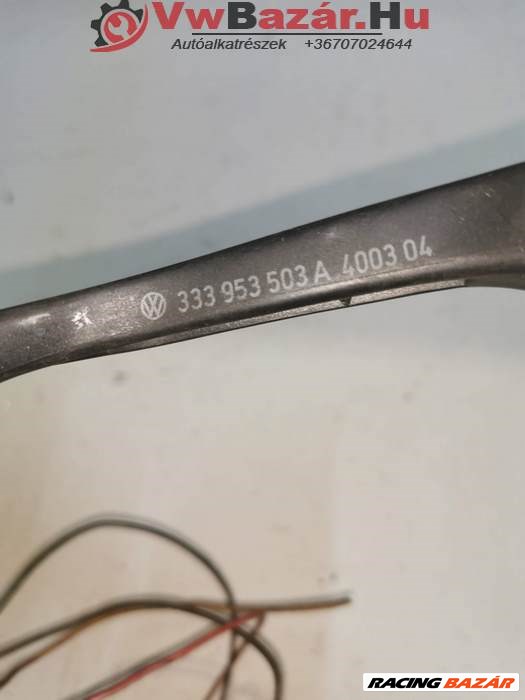 VwBazár.Hu
Autóalkatrészek +36707024644
333 953 503 A 4003 04
RACING BAZÁR